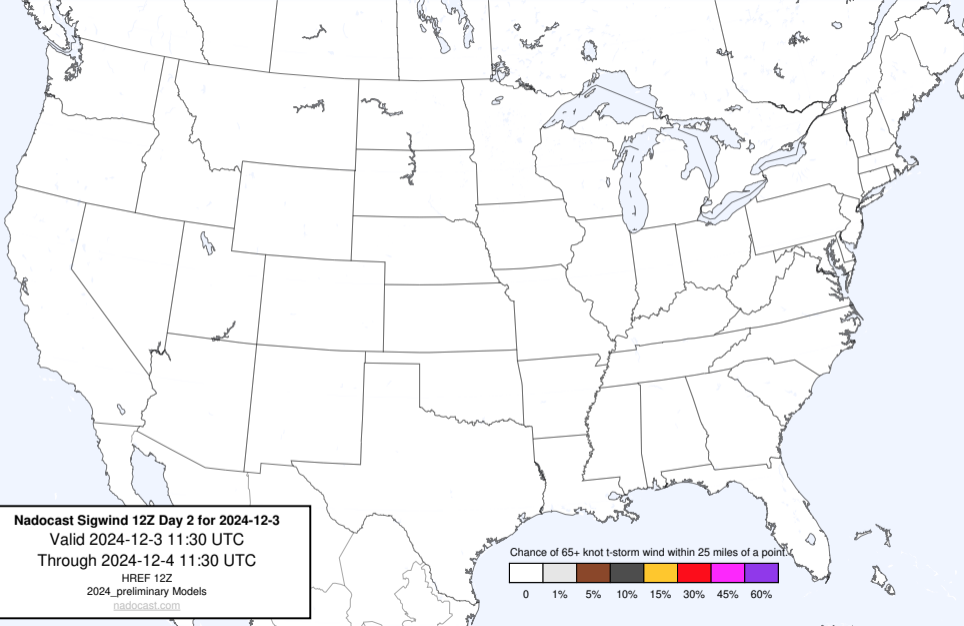 Nadocast Sigwind 12Z Day 2 for 2024-12-3
Valid 2024-12-3 11:30 UTC
Through 2024-12-4 11:30 UTC
HREF 12Z
2024_preliminary Models
nadocast.com
Chance of 65+ knot t-storm wind within 25 miles of a point.
0 1% 5% 10% 15% 30% 45% 60%